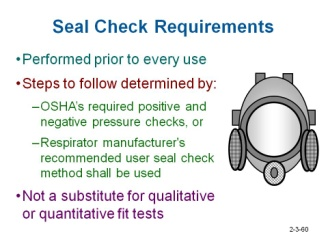 Seal Check Requirements
•Performed prior to every use
•Steps to follow determined by:
–OSHA's required positive and
negative pressure checks, or
–Respirator manufacturer's
recommended user seal check
method shall be used
•Not a substitute for qualitative
or quantitative fit tests
2-3-60